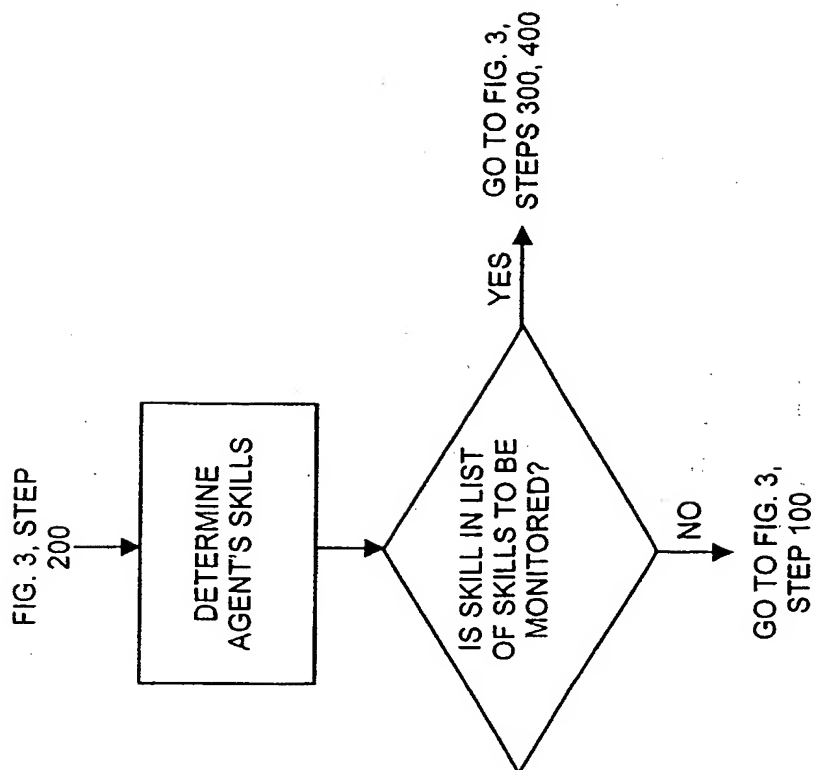 FIG. 3, STEP
200
DETERMINE
AGENT'S SKILLS
IS SKILL IN LIST
OF SKILLS TO BE
MONITORED?
YES
GO TO FIG. 3,
STEPS 300, 400
NO
GO TO FIG. 3,
STEP 100